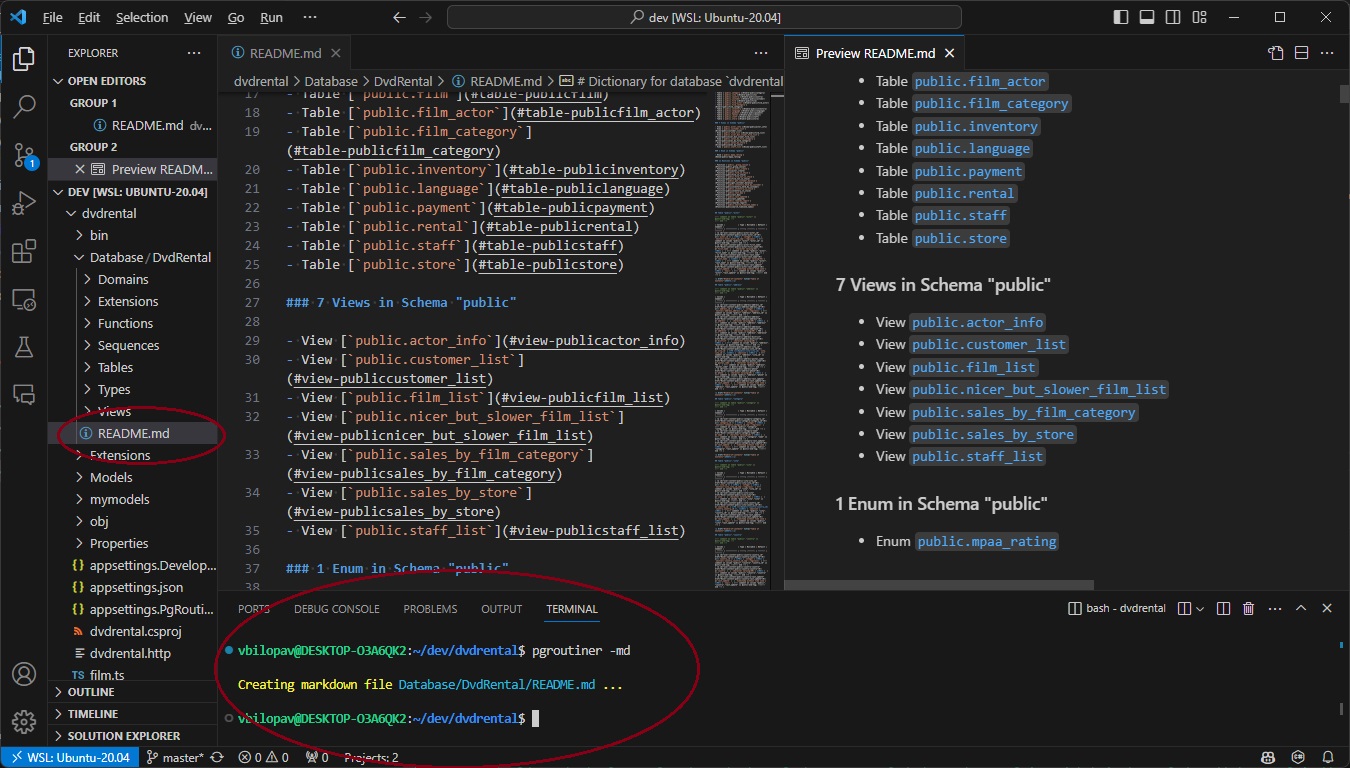 File Edit Selection View Go Run ··· dev [WSL: Ubuntu-20.04]
EXPLORER
OPEN EDITORS
GROUP 1
README.md dv...
GROUP 2
Preview READM...
DEV [WSL: UBUNTU-20.04]
dvdrental
bin
Database / DvdRental
Domains
Extensions
Functions
Sequences
Tables
Types
Views
README.md
Extensions
Models
mymodels
obj
Properties
{} appsettings.Develop...
{} appsettings.json
{} appsettings.PgRouti...
dvdrental.csproj
dvdrental.http
TS film.ts
OUTLINE
TIMELINE
SOLUTION EXPLORER
README.md
dvdrental > Database > DvdRental > README.md > # Dictionary for database `dvdrental
17 - Table [`public.film`](#table-publicfilm)
18 - Table [`public.film_actor`](#table-publicfilm_actor)
19 - Table [`public.film_category`]
(#table-publicfilm_category)
20 - Table [`public.inventory`](#table-publicinventory)
21 - Table [`public.language`](#table-publiclanguage)
22 - Table [`public.payment`](#table-publicpayment)
23 - Table [`public.rental`](#table-publicrental)
24 - Table [`public.staff`](#table-publicstaff)
25 - Table [`public.store`](#table-publicstore)
26
27 ### 7 Views in Schema "public"
28
29 - View [`public.actor_info`](#view-publicactor_info)
30 - View [`public.customer_list`]
(#view-publiccustomer_list)
31 - View [`public.film_list`](#view-publicfilm_list)
32 - View [`public.nicer_but_slower_film_list`]
(#view-publicnicer_but_slower_film_list)
33 - View [`public.sales_by_film_category`]
(#view-publicsales_by_film_category)
34 - View [`public.sales_by_store`]
(#view-publicsales_by_store)
35 - View [`public.staff_list`](#view-publicstaff_list)
36
37 ### 1 Enum in Schema "public"
38
Preview README.md
• Table public.film_actor
• Table public.film_category
• Table public.inventory
• Table public.language
• Table public.payment
• Table public.rental
• Table public.staff
• Table public.store
7 Views in Schema "public"
• View public.actor_info
• View public.customer_list
• View public.film_list
• View public.nicer_but_slower_film_list
• View public.sales_by_film_category
• View public.sales_by_store
• View public.staff_list
1 Enum in Schema "public"
• Enum public.mpaa_rating
PORTS DEBUG CONSOLE PROBLEMS OUTPUT TERMINAL bash - dvdrental
vbilopav@DESKTOP-O3A6QK2:~/dev/dvdrental$ pgroutiner -md
Creating markdown file Database/DvdRental/README.md ...
vbilopav@DESKTOP-O3A6QK2:~/dev/dvdrental$
1
WSL: Ubuntu-20.04 master* 0 0 0 Projects: 2